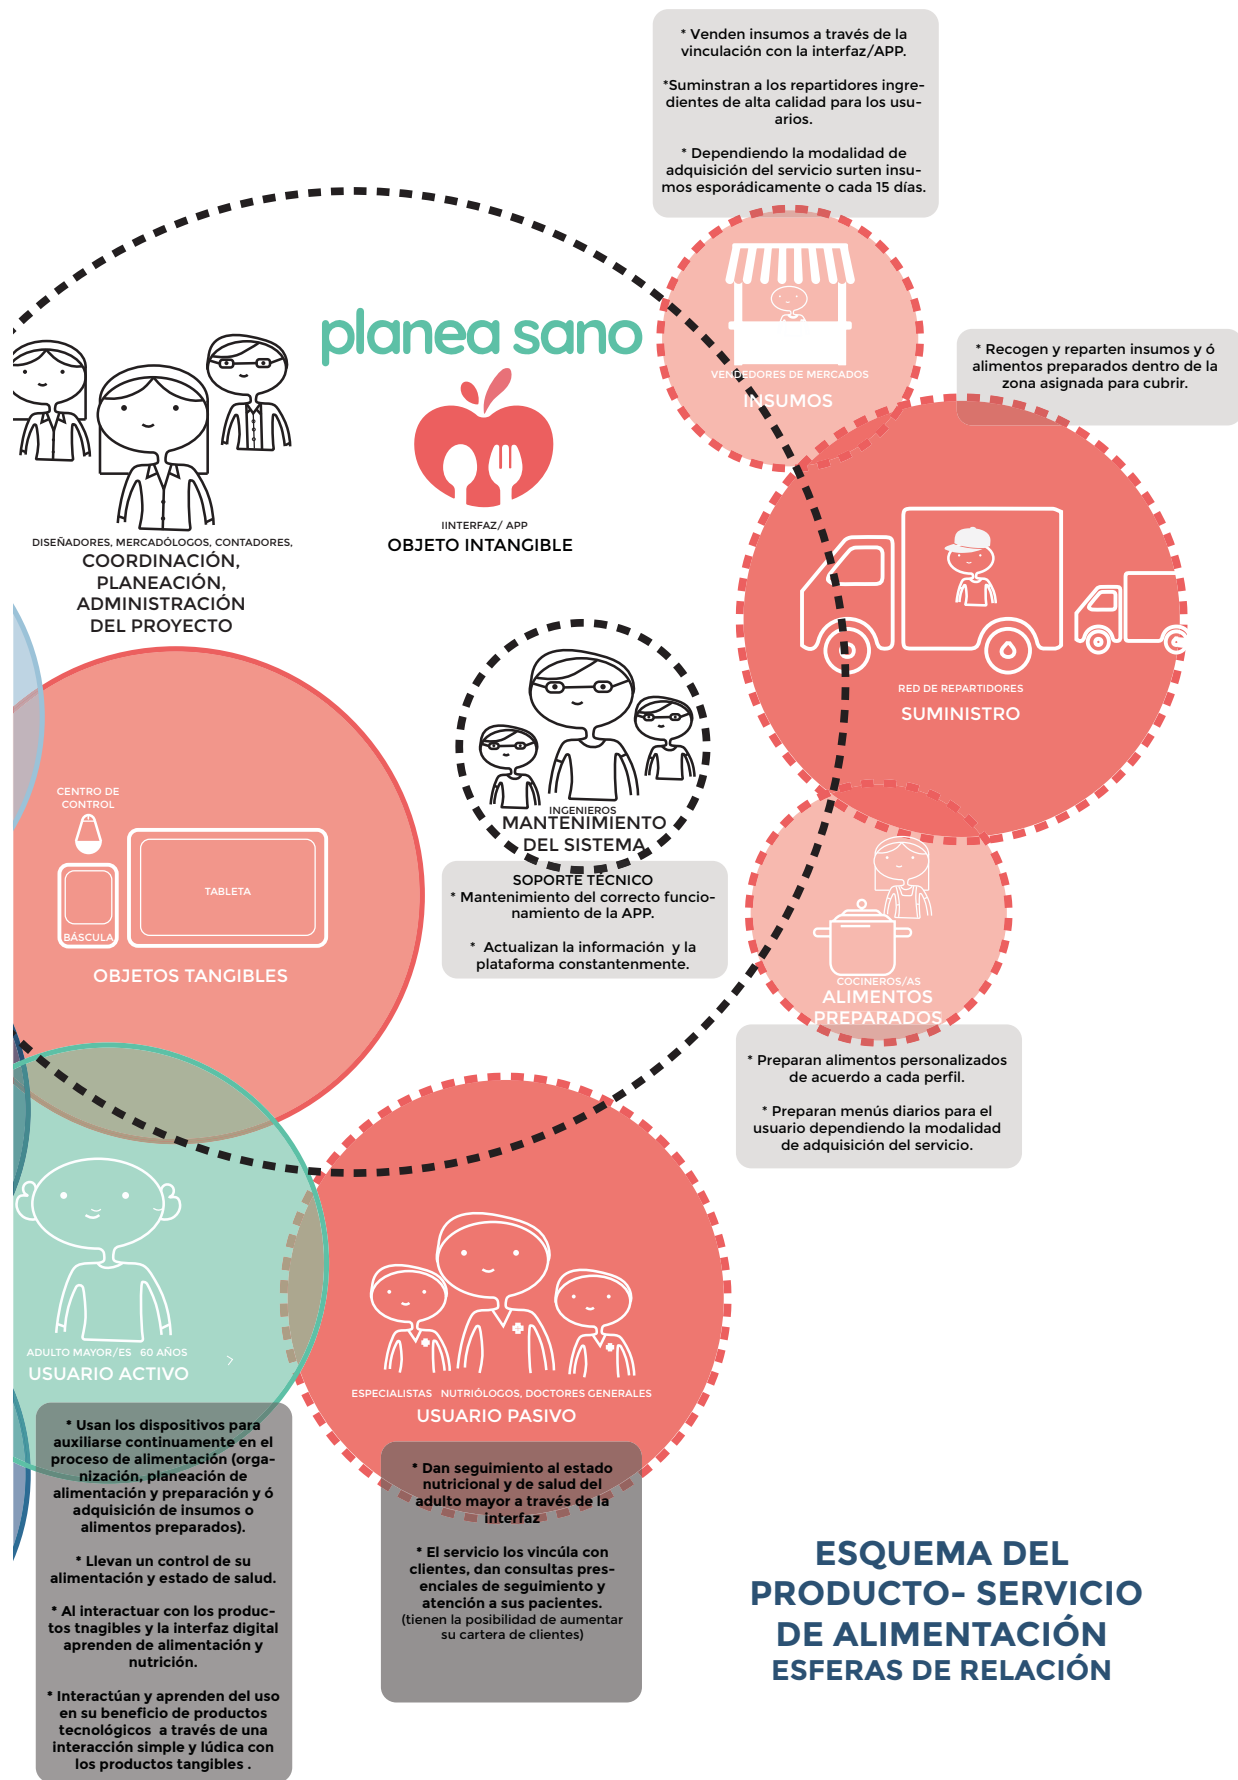 * Venden insumos a través de la
vinculación con la interfaz/APP.
*Suminstran a los repartidores ingre-
dientes de alta calidad para los usu-
arios.
* Dependiendo la modalidad de
adquisición del servicio surten insu-
mos esporádicamente o cada 15 días.
VENDEDORES DE MERCADOS
INSUMOS
* Recogen y reparten insumos y ó
alimentos preparados dentro de la
zona asignada para cubrir.
planea sano
IINTERFAZ/ APP
OBJETO INTANGIBLE
DISEÑADORES, MERCADÓLOGOS, CONTADORES,
COORDINACIÓN,
PLANEACIÓN,
ADMINISTRACIÓN
DEL PROYECTO
RED DE REPARTIDORES
SUMINISTRO
INGENIEROS
MANTENIMIENTO
DEL SISTEMA
SOPORTE TÉCNICO
* Mantenimiento del correcto funcio-
namiento de la APP.
* Actualizan la información y la
plataforma constantenmente.
CENTRO DE
CONTROL
TABLETA
BÁSCULA
OBJETOS TANGIBLES
COCINEROS/AS
ALIMENTOS
PREPARADOS
* Preparan alimentos personalizados
de acuerdo a cada perfil.
* Preparan menús diarios para el
usuario dependiendo la modalidad
de adquisición del servicio.
ADULTO MAYOR/ES 60 AÑOS
USUARIO ACTIVO
* Usan los dispositivos para
auxiliarse continuamente en el
proceso de alimentación (orga-
nización, planeación de
alimentación y preparación y ó
adquisición de insumos o
alimentos preparados).
* Llevan un control de su
alimentación y estado de salud.
* Al interactuar con los produc-
tos tnagibles y la interfaz digital
aprenden de alimentación y
nutrición.
* Interactúan y aprenden del uso
en su beneficio de productos
tecnológicos a través de una
interacción simple y lúdica con
los productos tangibles .
ESPECIALISTAS NUTRIÓLOGOS, DOCTORES GENERALES
USUARIO PASIVO
* Dan seguimiento al estado
nutricional y de salud del
adulto mayor a través de la
interfaz
* El servicio los vincúla con
clientes, dan consultas pres-
enciales de seguimiento y
atención a sus pacientes.
(tienen la posibilidad de aumentar
su cartera de clientes)
ESQUEMA DEL
PRODUCTO- SERVICIO
DE ALIMENTACIÓN
ESFERAS DE RELACIÓN